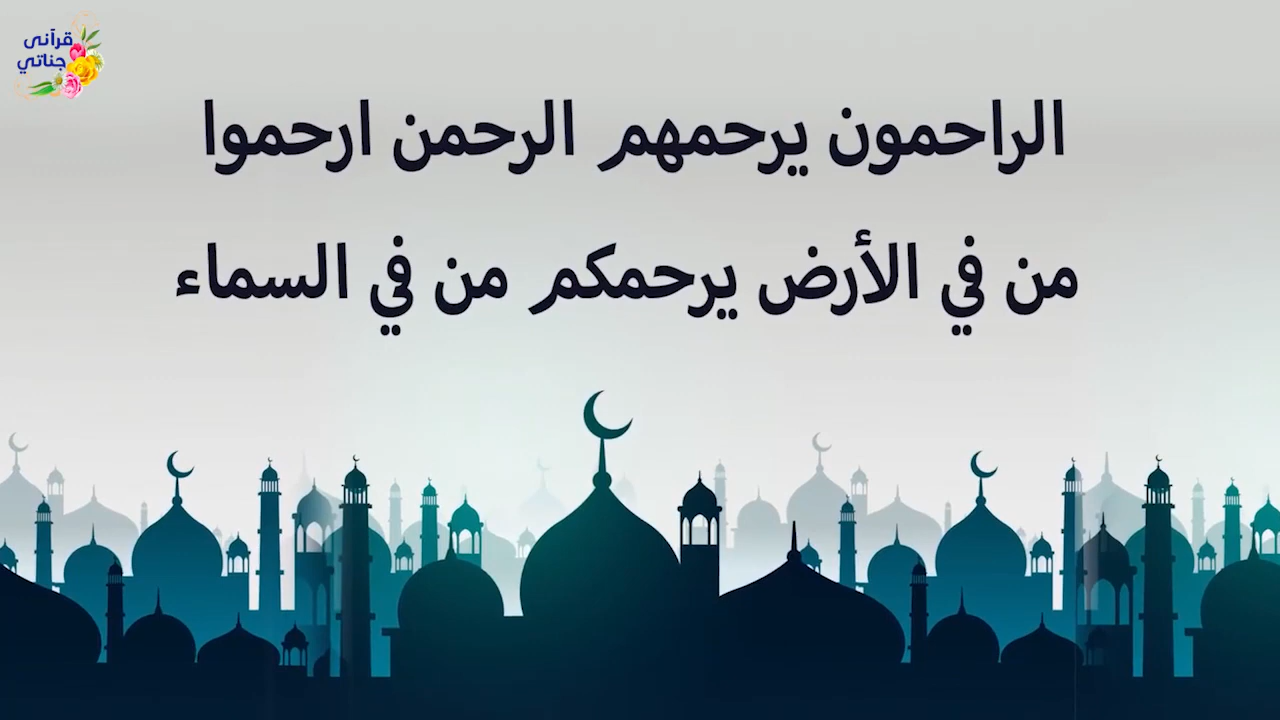 قرآنى
جناتي
الراحمون يرحمهم الرحمن ارحموا
من في الأرض يرحمكم من في السماء